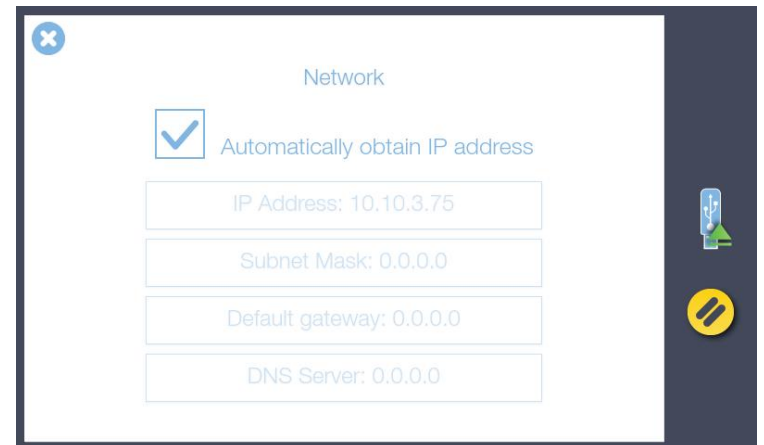 Network
Automatically obtain IP address
IP Address: 10.10.3.75
Subnet Mask: 0.0.0.0
Default gateway: 0.0.0.0
DNS Server: 0.0.0.0